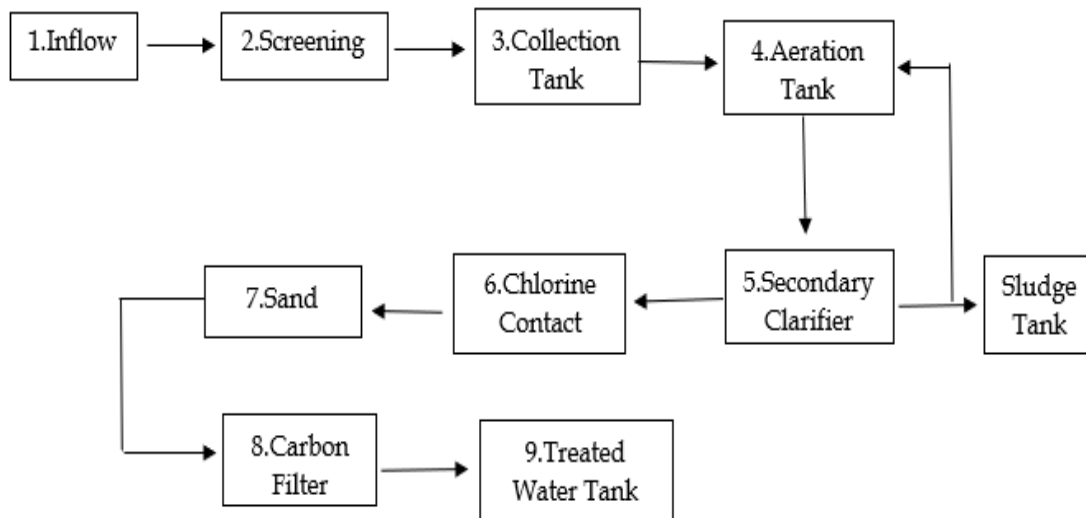 1.Inflow
2.Screening
3.Collection
Tank
4.Aeration
Tank
5.Secondary
Clarifier
Sludge
Tank
6.Chlorine
Contact
7.Sand
8.Carbon
Filter
9.Treated
Water Tank